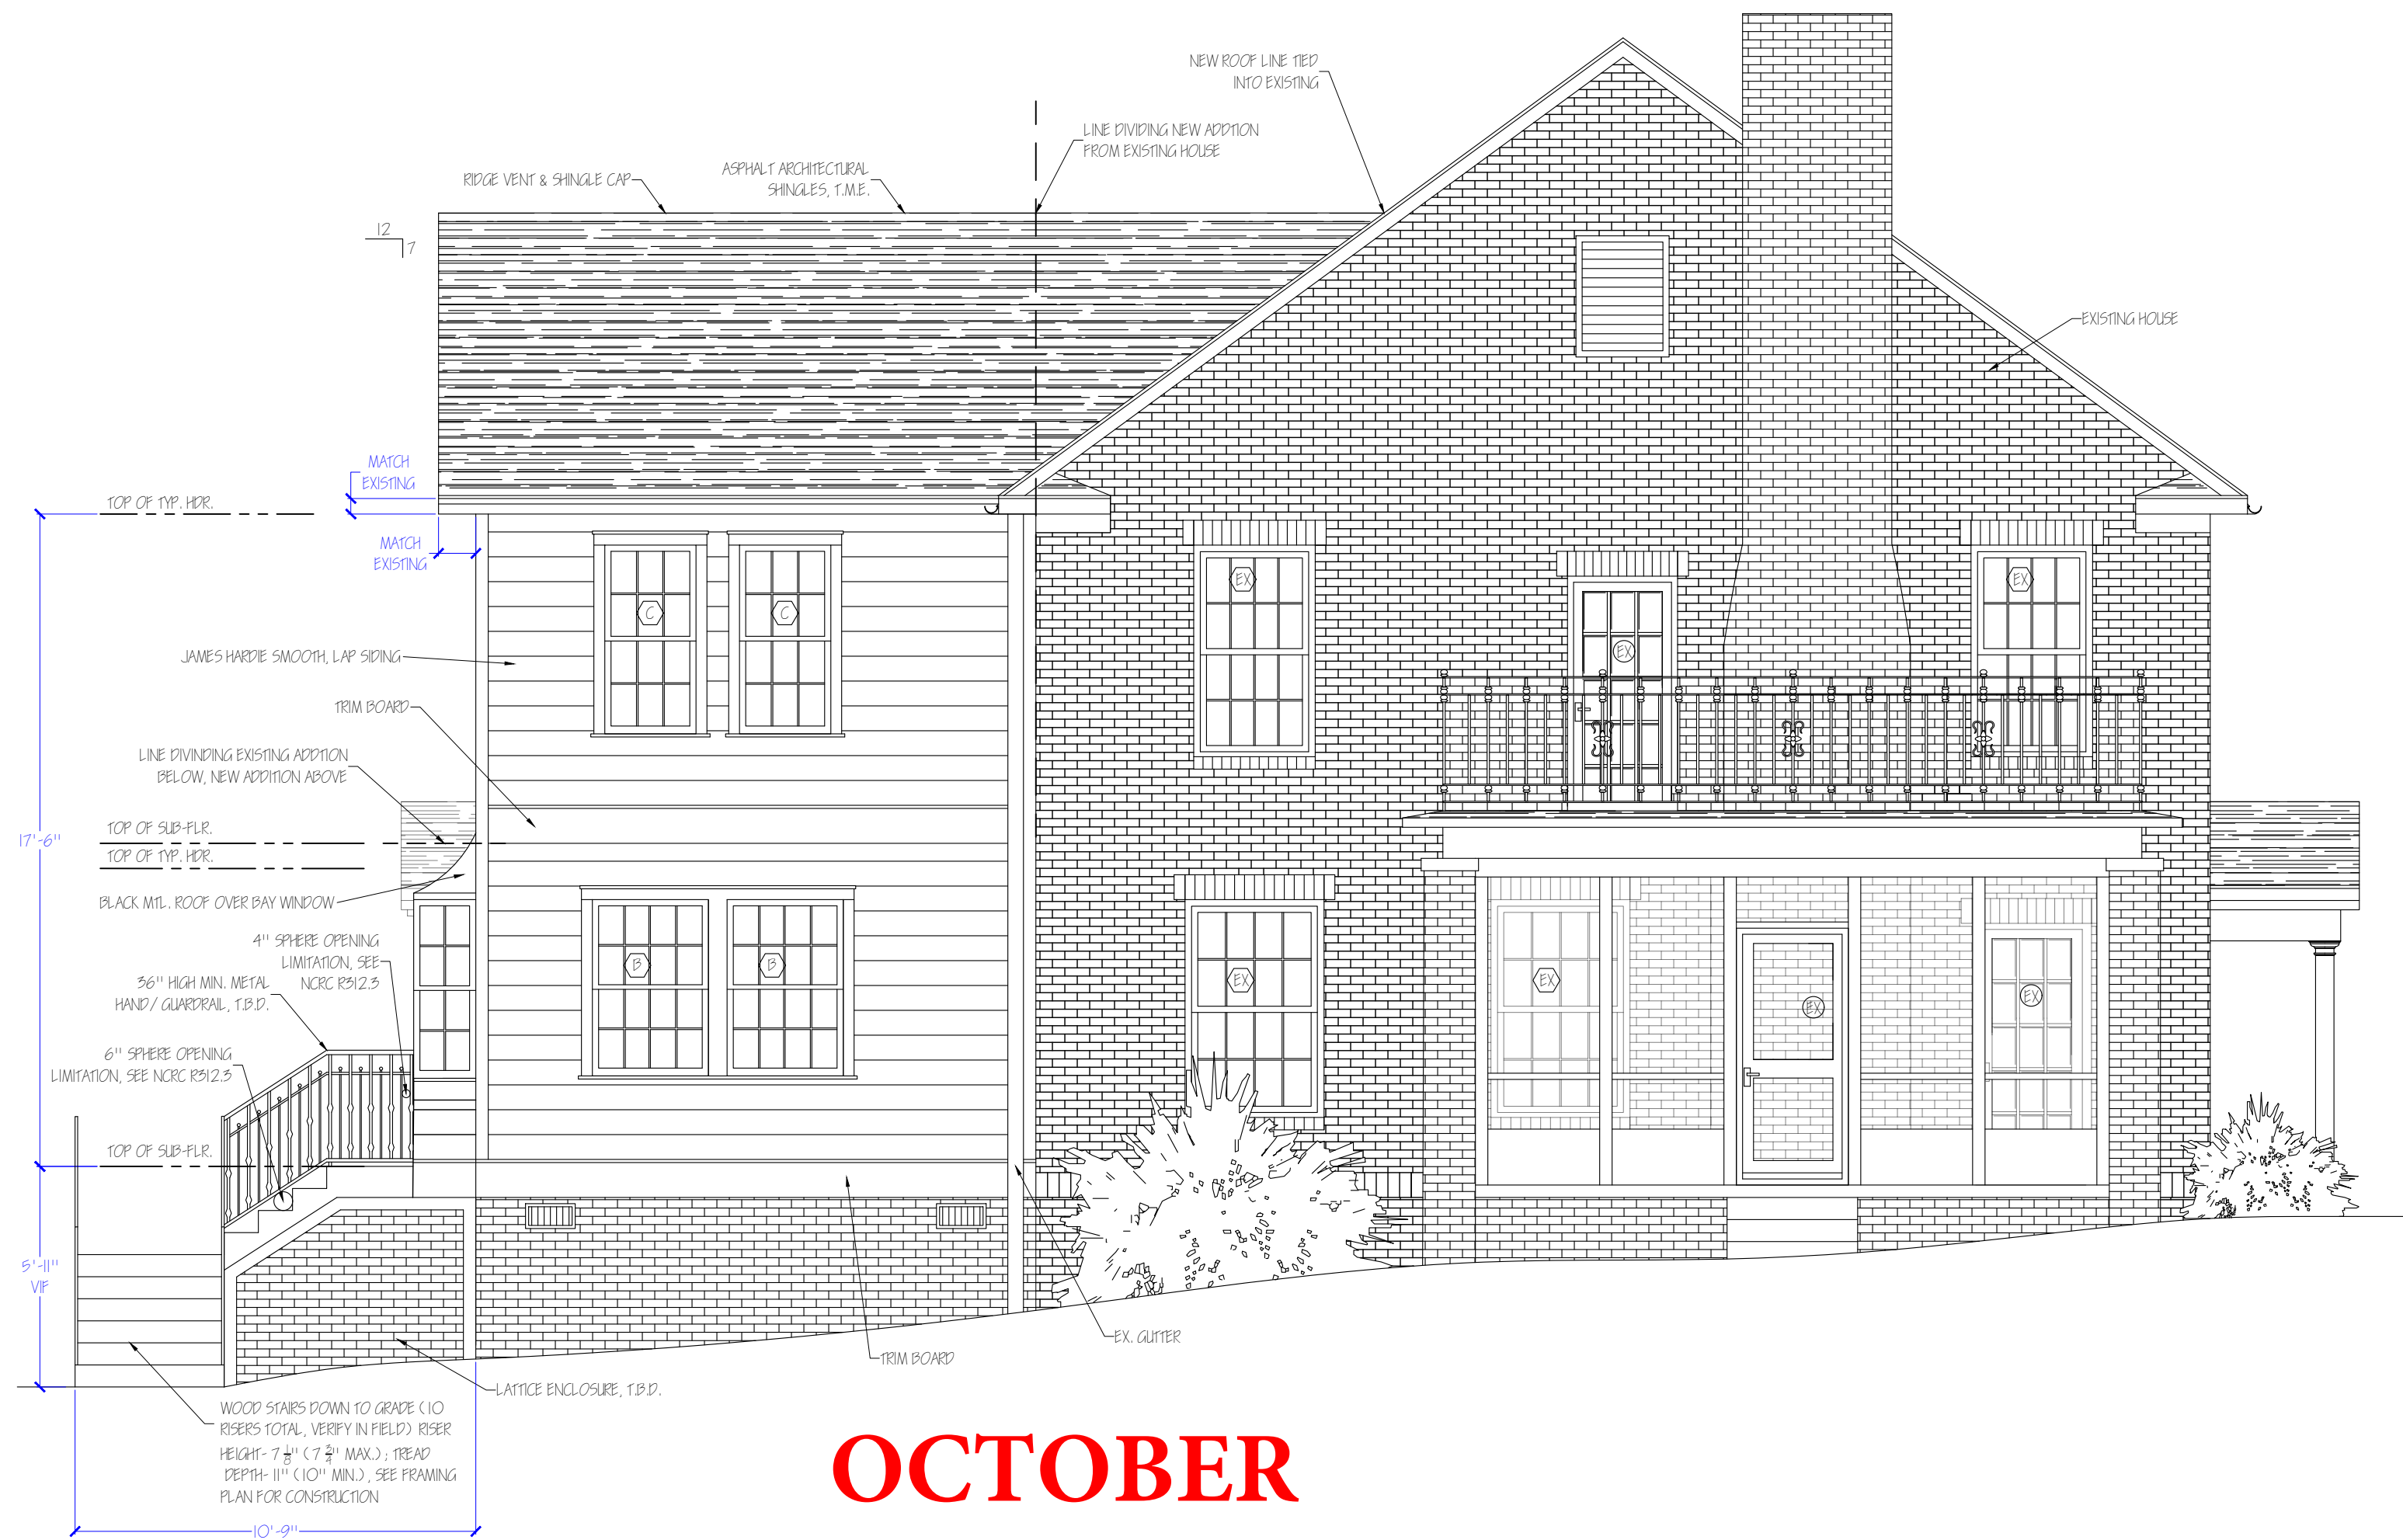 NEW ROOF LINE TIED
INTO EXISTING
LINE DIVIDING NEW ADDTION
FROM EXISTING HOUSE
ASPHALT ARCHITECTURAL
SHINGLES, T.M.E.
RIDGE VENT & SHINGLE CAP
12
7
EXISTING HOUSE
MATCH
EXISTING
TOP OF TYP. HDR.
MATCH
EXISTING
EX
EX
C
C
EX
JAMES HARDIE SMOOTH, LAP SIDING
TRIM BOARD
LINE DIVINDING EXISTING ADDTION
BELOW, NEW ADDITION ABOVE
TOP OF SUB-FLR.
17'-6"
TOP OF TYP. HDR.
BLACK MTL. ROOF OVER BAY WINDOW
4" SPHERE OPENING
LIMITATION, SEE
NCRC R312.3
B
B
EX
EX
EX
EX
36" HIGH MIN. METAL
HAND/ GUARDRAIL, T.B.D.
6" SPHERE OPENING
LIMITATION, SEE NCRC R312.3
TOP OF SUB-FLR.
5'-11"
VIF
EX. GUTTER
TRIM BOARD
LATTICE ENCLOSURE, T.B.D.
WOOD STAIRS DOWN TO GRADE (10
RISERS TOTAL, VERIFY IN FIELD) RISER
HEIGHT- 7 1/8" (7 3/4" MAX.); TREAD
DEPTH- 11" (10" MIN.), SEE FRAMING
PLAN FOR CONSTRUCTION
10'-9"
OCTOBER